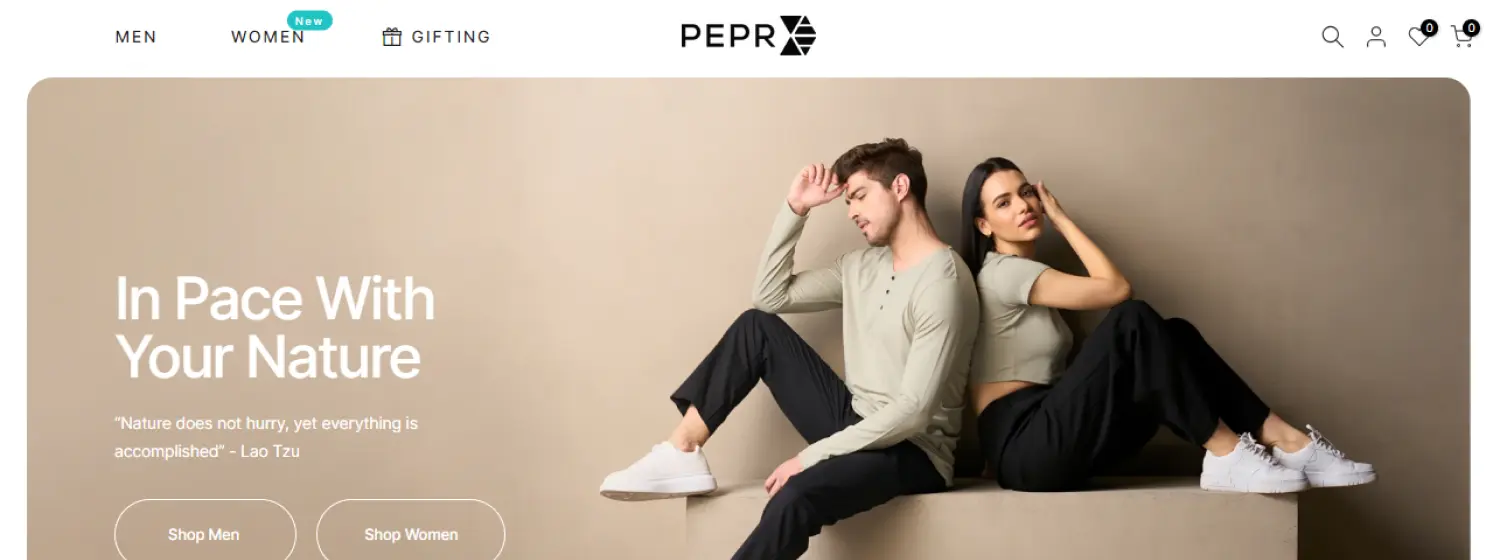 New
MEN
WOMEN
GIFTING
PEPR
0
0
In Pace With
Your Nature
“Nature does not hurry, yet everything is
accomplished” - Lao Tzu
Shop Men
Shop Women